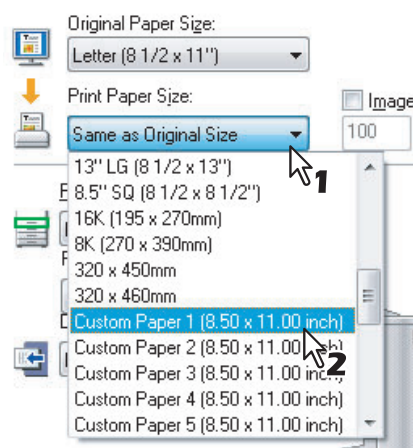 Original Paper Size:
Letter (8 1/2 x 11")
Print Paper Size:
Image
Same as Original Size
100
1
13" LG (8 1/2 x 13")
8.5" SQ (8 1/2 x 8 1/2")
16K (195 x 270mm)
8K (270 x 390mm)
320 x 450mm
320 x 460mm
Custom Paper 1 (8.50 x 11.00 inch)
2
Custom Paper 2 (8.50 x 11.00 inch)
Custom Paper 3 (8.50 x 11.00 inch)
Custom Paper 4 (8.50 x 11.00 inch)
Custom Paper 5 (8.50 x 11.00 inch)